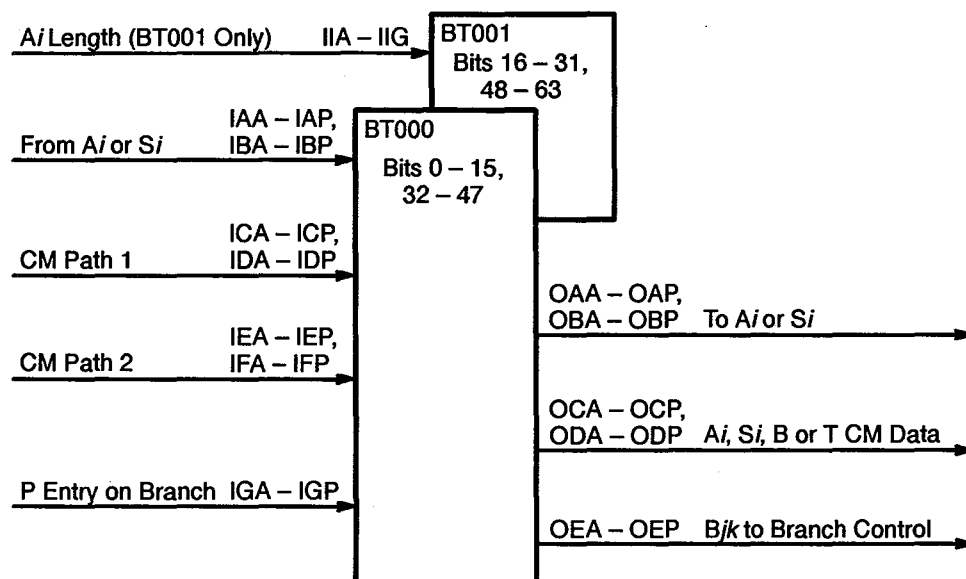 Ai Length (BT001 Only) IIA – IIG
BT001
Bits 16 – 31,
48 – 63
From Ai or Si
IAA – IAP,
IBA – IBP
BT000
Bits 0 – 15,
32 – 47
CM Path 1
ICA – ICP,
IDA – IDP
CM Path 2
IEA – IEP,
IFA – IFP
P Entry on Branch IGA – IGP
OAA – OAP,
OBA – OBP To Ai or Si
OCA – OCP,
ODA – ODP Ai, Si, B or T CM Data
OEA – OEP Bjk to Branch Control